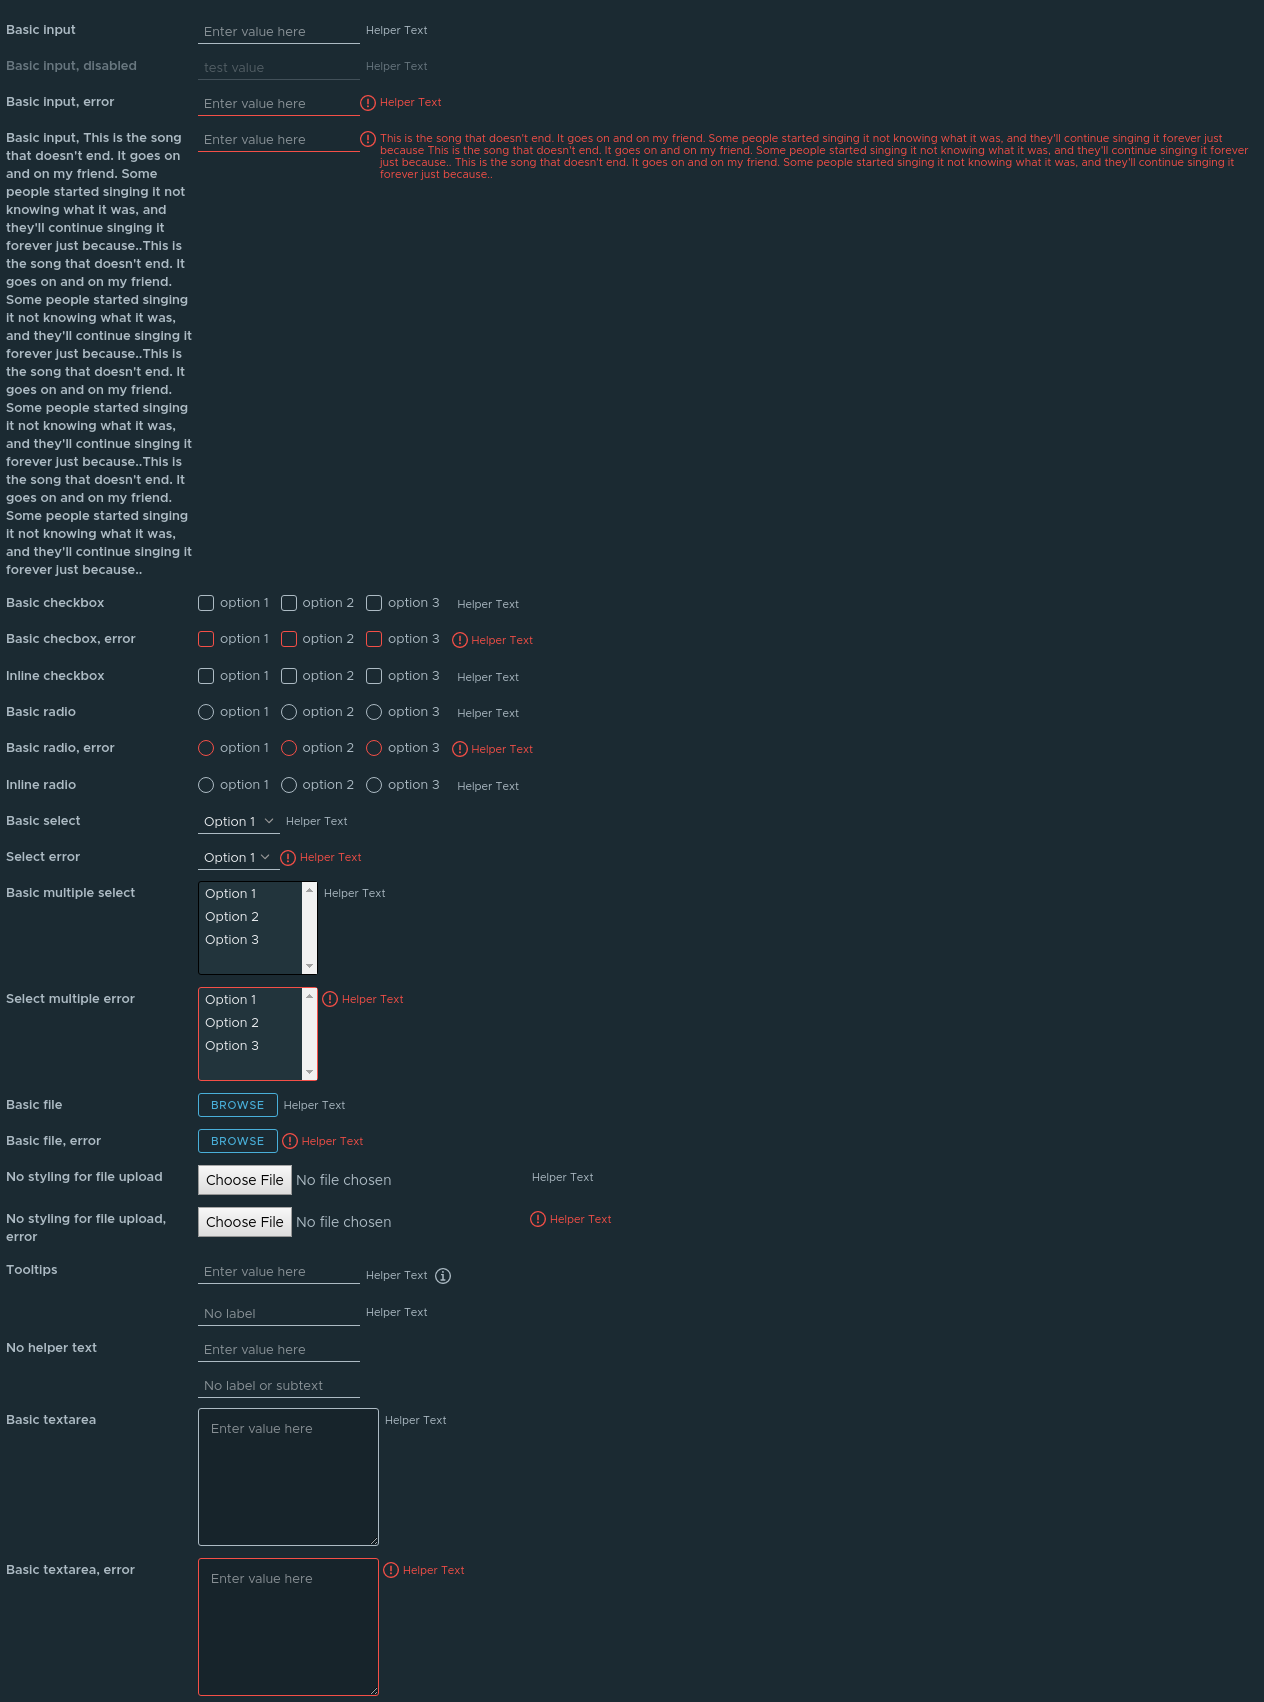 Basic input
Enter value here
Helper Text
Basic input, disabled
test value
Helper Text
Basic input, error
Enter value here
Helper Text
Basic input, This is the song
that doesn't end. It goes on
and on my friend. Some
people started singing it not
knowing what it was, and
they'll continue singing it
forever just because..This is
the song that doesn't end. It
goes on and on my friend.
Some people started singing
it not knowing what it was,
and they'll continue singing it
forever just because..This is
the song that doesn't end. It
goes on and on my friend.
Some people started singing
it not knowing what it was,
and they'll continue singing it
forever just because..This is
the song that doesn't end. It
goes on and on my friend.
Some people started singing
it not knowing what it was,
and they'll continue singing it
forever just because..
Enter value here
This is the song that doesn't end. It goes on and on my friend. Some people started singing it not knowing what it was, and they'll continue singing it forever just
because This is the song that doesn't end. It goes on and on my friend. Some people started singing it not knowing what it was, and they'll continue singing it forever
just because.. This is the song that doesn't end. It goes on and on my friend. Some people started singing it not knowing what it was, and they'll continue singing it
forever just because..
Basic checkbox
option 1 option 2 option 3
Helper Text
Basic checbox, error
option 1 option 2 option 3
Helper Text
Inline checkbox
option 1 option 2 option 3
Helper Text
Basic radio
option 1 option 2 option 3
Helper Text
Basic radio, error
option 1 option 2 option 3
Helper Text
Inline radio
option 1 option 2 option 3
Helper Text
Basic select
Option 1
Helper Text
Select error
Option 1
Helper Text
Basic multiple select
Option 1
Option 2
Option 3
Helper Text
Select multiple error
Option 1
Option 2
Option 3
Helper Text
Basic file
BROWSE
Helper Text
Basic file, error
BROWSE
Helper Text
No styling for file upload
Choose File No file chosen
Helper Text
No styling for file upload,
error
Choose File No file chosen
Helper Text
Tooltips
Enter value here
Helper Text
No label
Helper Text
No helper text
Enter value here
No label or subtext
Basic textarea
Enter value here
Helper Text
Basic textarea, error
Enter value here
Helper Text